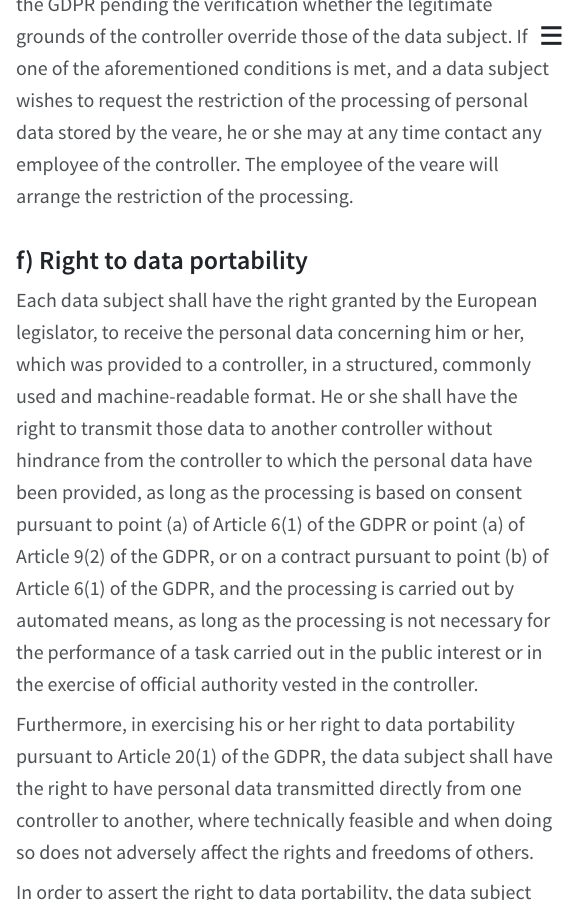 the GDPR pending the verification whether the legitimate
grounds of the controller override those of the data subject. If
one of the aforementioned conditions is met, and a data subject
wishes to request the restriction of the processing of personal
data stored by the veare, he or she may at any time contact any
employee of the controller. The employee of the veare will
arrange the restriction of the processing.
f) Right to data portability
Each data subject shall have the right granted by the European
legislator, to receive the personal data concerning him or her,
which was provided to a controller, in a structured, commonly
used and machine-readable format. He or she shall have the
right to transmit those data to another controller without
hindrance from the controller to which the personal data have
been provided, as long as the processing is based on consent
pursuant to point (a) of Article 6(1) of the GDPR or point (a) of
Article 9(2) of the GDPR, or on a contract pursuant to point (b) of
Article 6(1) of the GDPR, and the processing is carried out by
automated means, as long as the processing is not necessary for
the performance of a task carried out in the public interest or in
the exercise of official authority vested in the controller.
Furthermore, in exercising his or her right to data portability
pursuant to Article 20(1) of the GDPR, the data subject shall have
the right to have personal data transmitted directly from one
controller to another, where technically feasible and when doing
so does not adversely affect the rights and freedoms of others.
In order to assert the right to data portability, the data subject